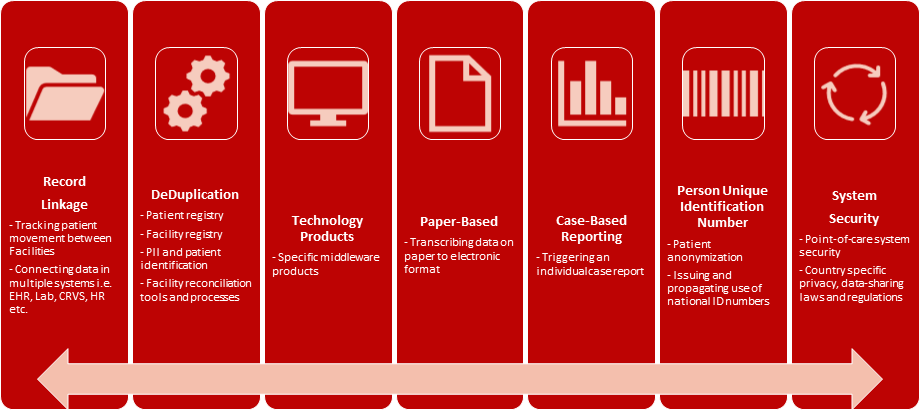 Record
Linkage
- Tracking patient
movement between
Facilities
- Connecting data in
multiple systems i.e.
EHR, Lab, CRVS, HR
etc.
DeDuplication
- Patient registry
- Facility registry
- PII and patient
identification
- Facility reconciliation
tools and processes
Technology
Products
- Specific middleware
products
Paper-Based
- Transcribing data on
paper to electronic
format
Case-Based
Reporting
- Triggering an
individual case report
Person Unique
Identification
Number
- Patient
anonymization
- Issuing and
propagating use of
national ID numbers
System
Security
- Point-of-care system
security
- Country specific
privacy, data-sharing
laws and regulations